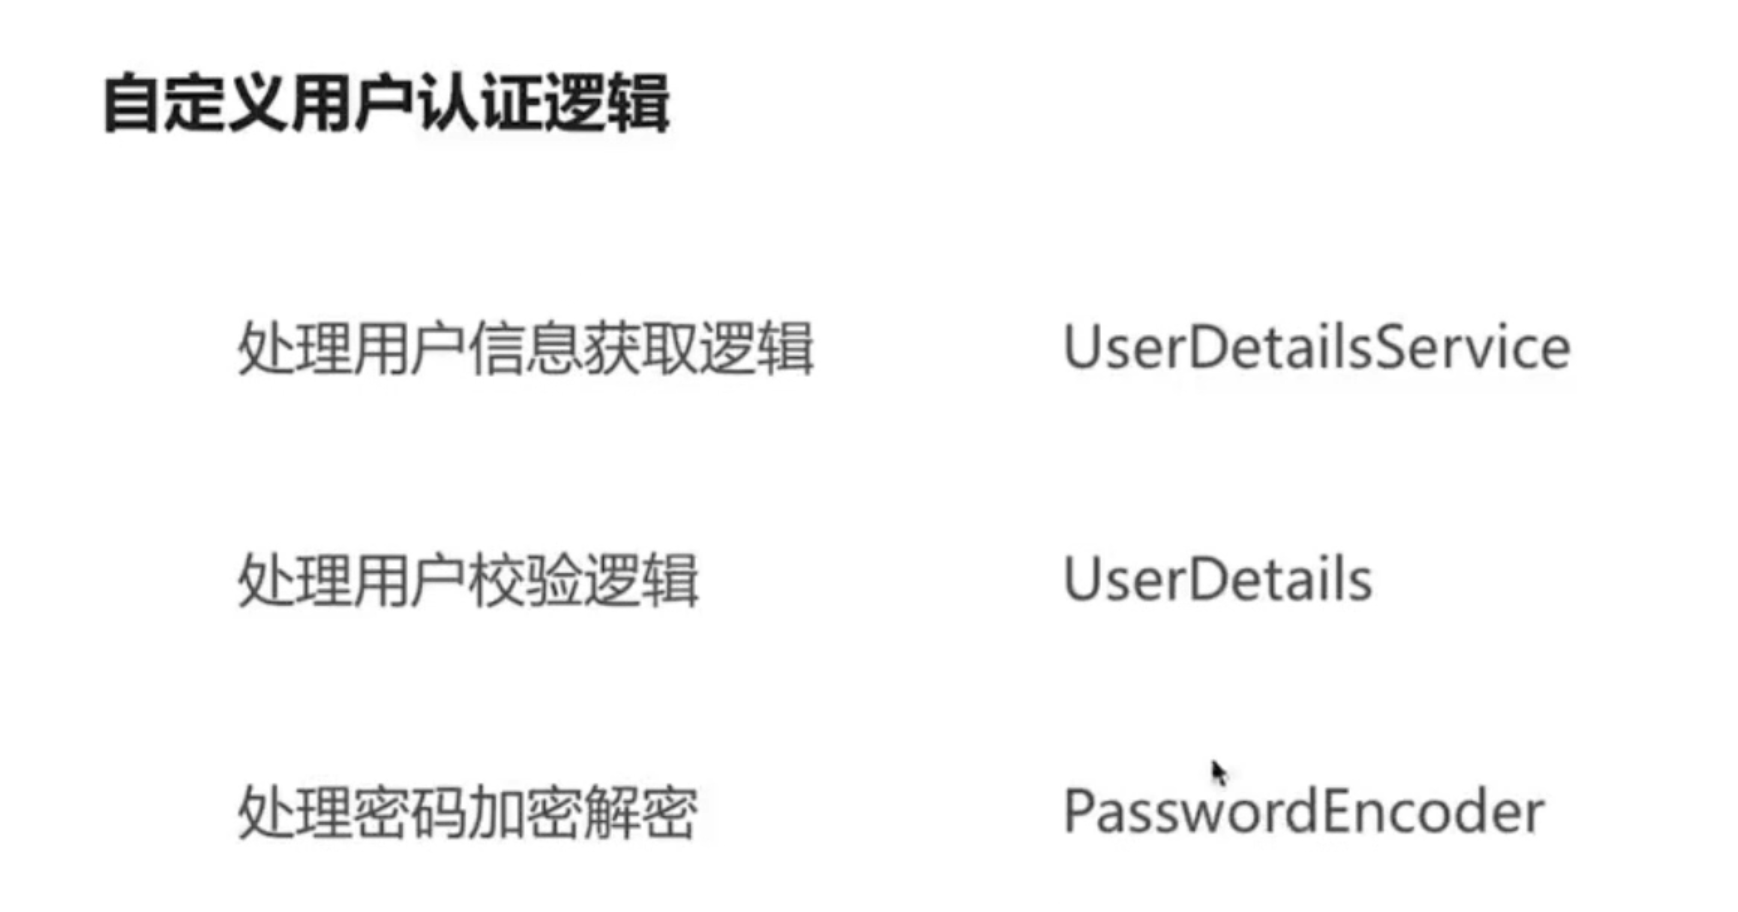 自定义用户认证逻辑
处理用户信息获取逻辑 UserDetailsService
处理用户校验逻辑 UserDetails
处理密码加密解密 PasswordEncoder